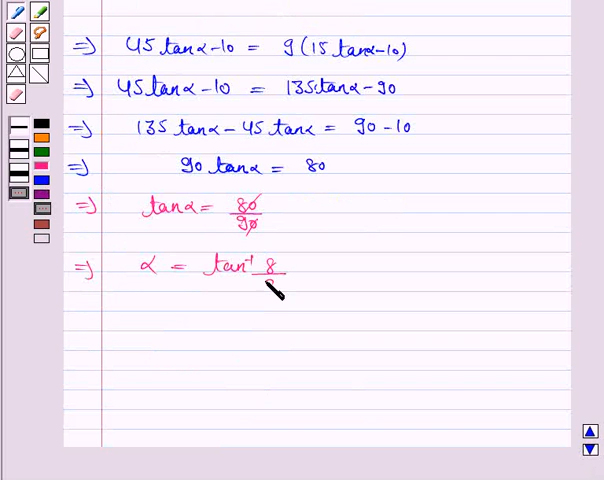 ⇒ 45 tanα - 10 = 9(15 tanα - 10)
⇒ 45 tanα - 10 = 135 tanα - 90
⇒ 135 tanα - 45 tanα = 90 - 10
⇒ 90 tanα = 80
⇒ tanα = 80/90
⇒ α = tan⁻¹ 8/